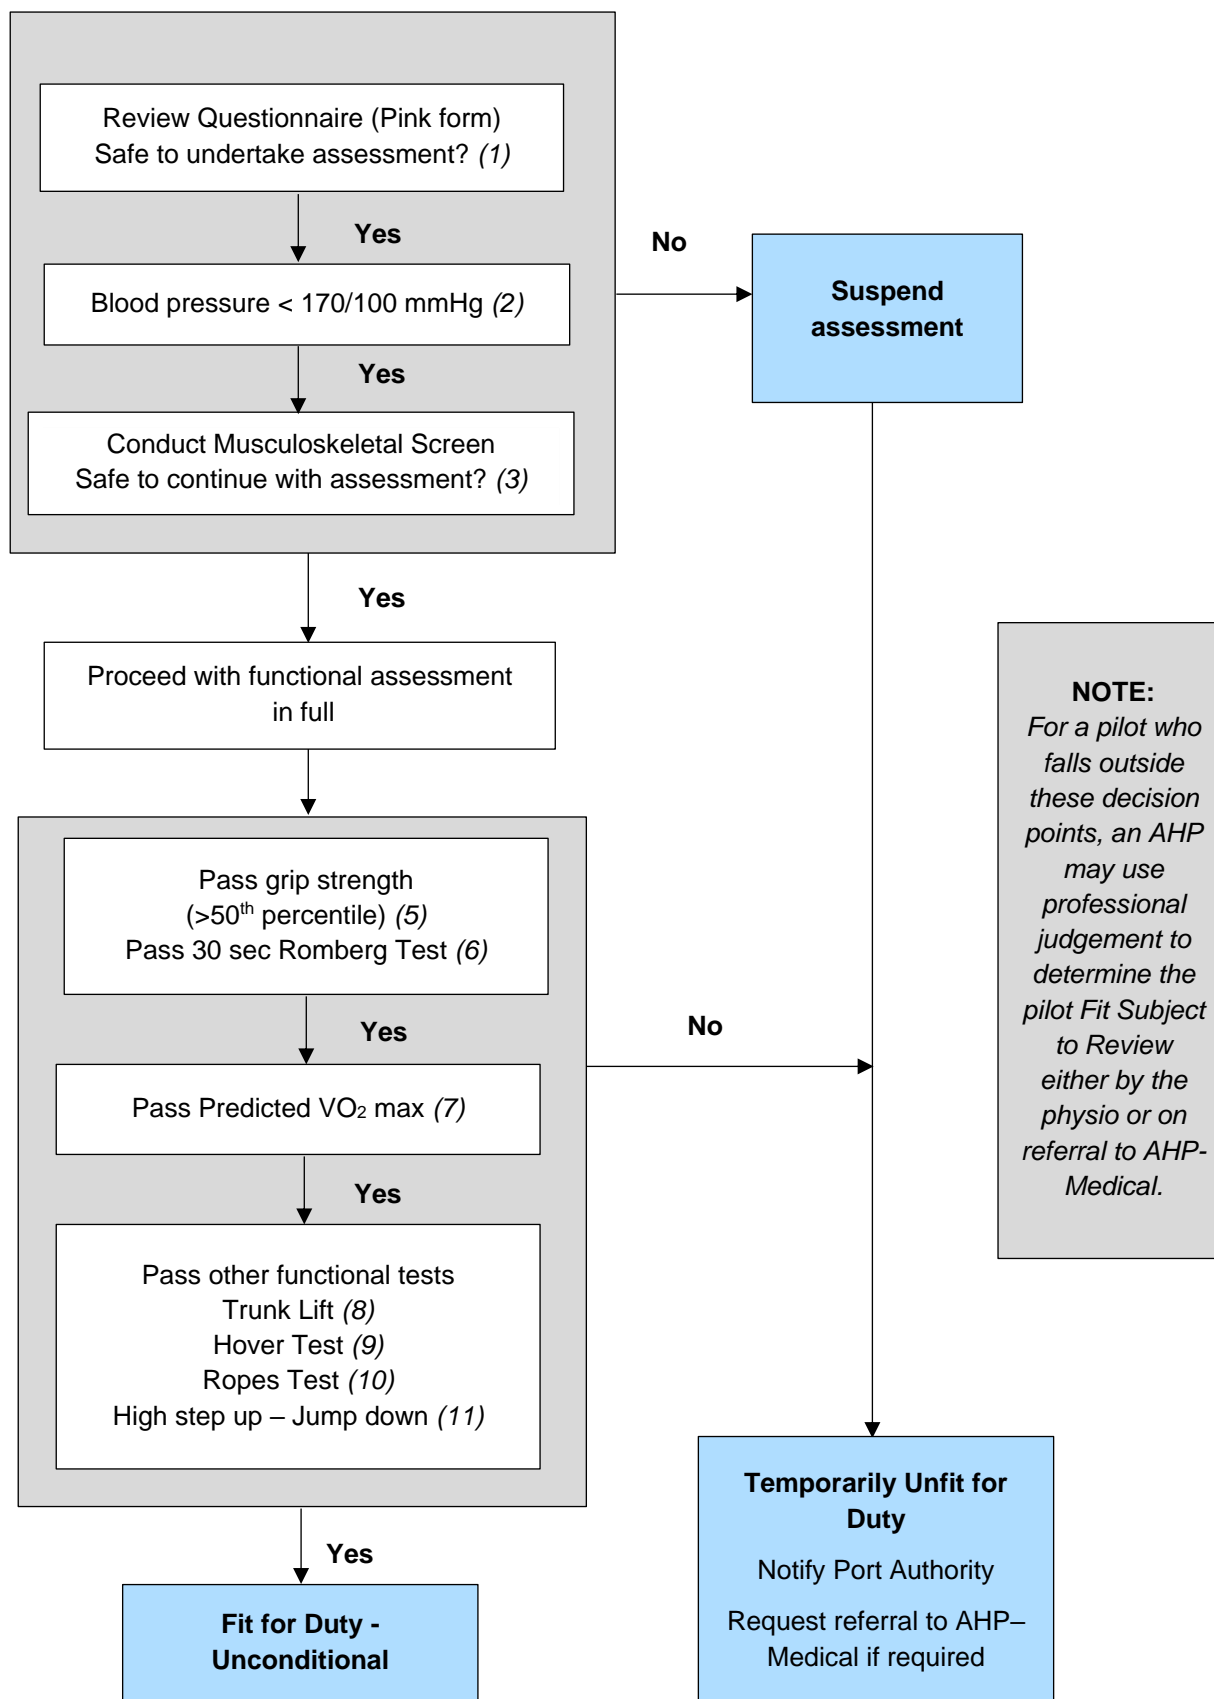 Review Questionnaire (Pink form)
Safe to undertake assessment? (1)
Yes
No
Blood pressure < 170/100 mmHg (2)
Suspend
assessment
Yes
Conduct Musculoskeletal Screen
Safe to continue with assessment? (3)
Yes
Proceed with functional assessment
in full
NOTE:
For a pilot who
falls outside
these decision
points, an AHP
may use
professional
judgement to
determine the
pilot Fit Subject
to Review
either by the
physio or on
referral to AHP-
Medical.
Pass grip strength
(>50th percentile) (5)
Pass 30 sec Romberg Test (6)
Yes
No
Pass Predicted VO2 max (7)
Yes
Pass other functional tests
Trunk Lift (8)
Hover Test (9)
Ropes Test (10)
High step up – Jump down (11)
Yes
Fit for Duty -
Unconditional
Temporarily Unfit for
Duty
Notify Port Authority
Request referral to AHP–
Medical if required